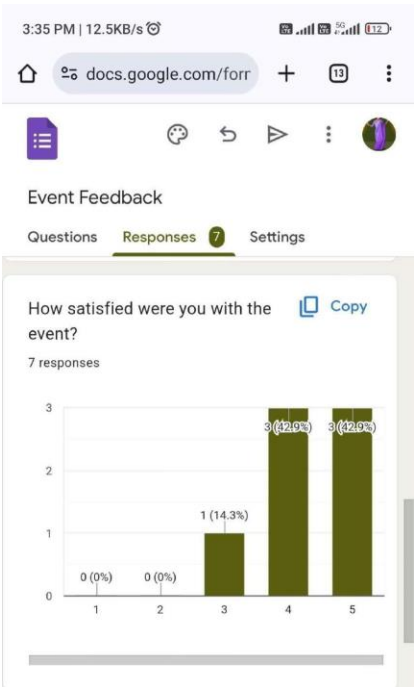 3:35 PM | 12.5KB/s
5G
12
docs.google.com/forr
13
Event Feedback
Questions Responses 7 Settings
How satisfied were you with the event?
Copy
7 responses
3
3 (42.9%) 3 (42.9%)
2
1 (14.3%)
1
0 (0%) 0 (0%)
0
1 2 3 4 5